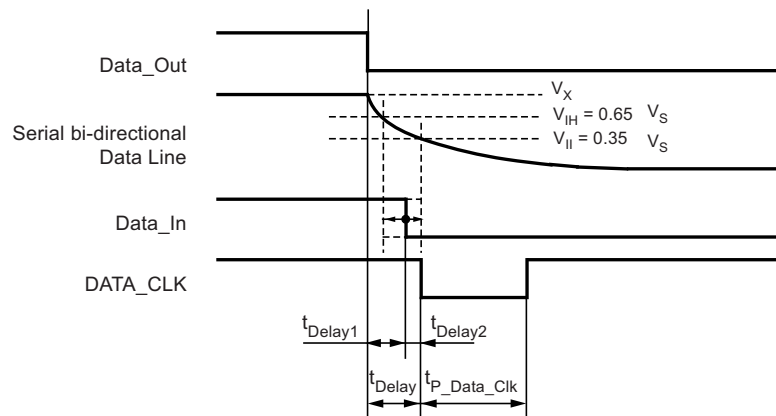 Data_Out
V_X
V_IH = 0.65 V_S
V_Il = 0.35 V_S
Serial bi-directional
Data Line
Data_In
DATA_CLK
t_Delay1 t_Delay2
t_Delay t_P_Data_Clk